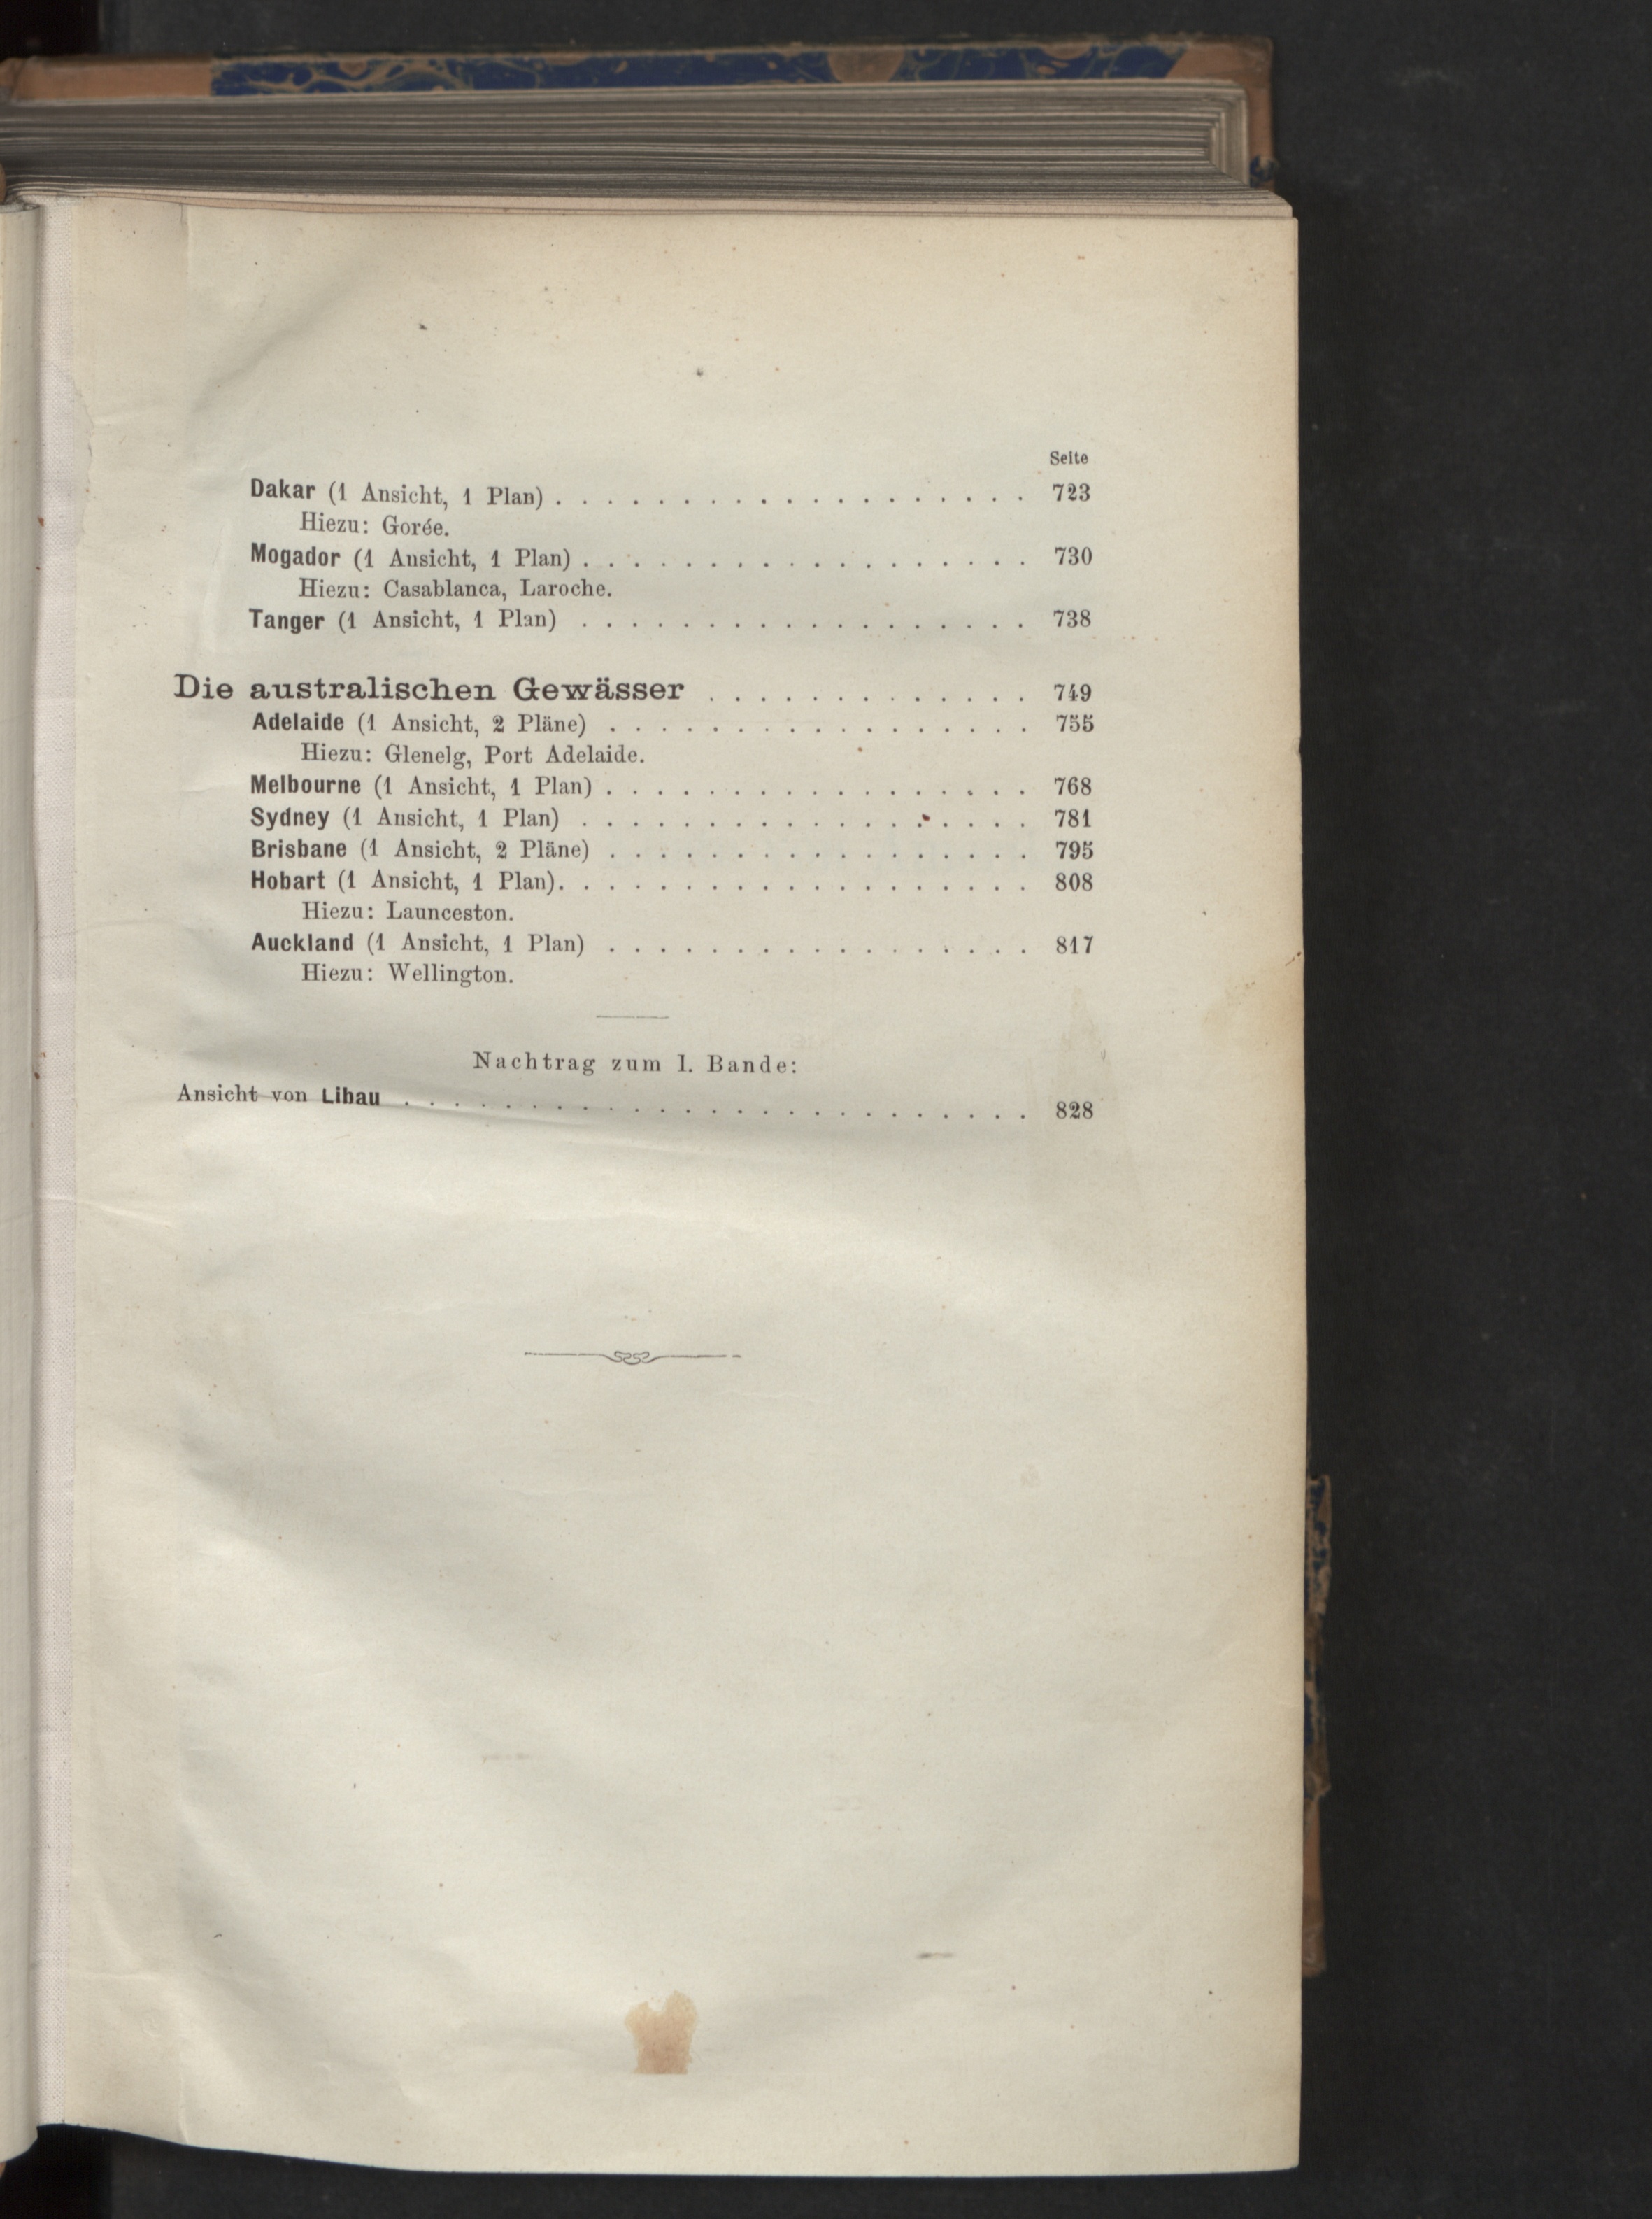 Seite
Dakar (1 Ansicht, 1 Plan) . . . . . . . . . . . . . . . . . . . 723
Hiezu: Gorée.
Mogador (1 Ansicht, 1 Plan) . . . . . . . . . . . . . . . . . . 730
Hiezu: Casablanca, Laroche.
Tanger (1 Ansicht, 1 Plan) . . . . . . . . . . . . . . . . . . 738
Die australischen Gewässer . . . . . . . . . . . . . 749
Adelaide (1 Ansicht, 2 Pläne) . . . . . . . . . . . . . . . . . 755
Hiezu: Glenelg, Port Adelaide.
Melbourne (1 Ansicht, 1 Plan) . . . . . . . . . . . . . . . . . 768
Sydney (1 Ansicht, 1 Plan) . . . . . . . . . . . . . . . . . . 781
Brisbane (1 Ansicht, 2 Pläne) . . . . . . . . . . . . . . . . . 795
Hobart (1 Ansicht, 1 Plan). . . . . . . . . . . . . . . . . . . 808
Hiezu: Launceston.
Auckland (1 Ansicht, 1 Plan) . . . . . . . . . . . . . . . . . 817
Hiezu: Wellington.
Nachtrag zum I. Bande:
Ansicht von Libau . . . . . . . . . . . . . . . . . . . . . . . . . 828